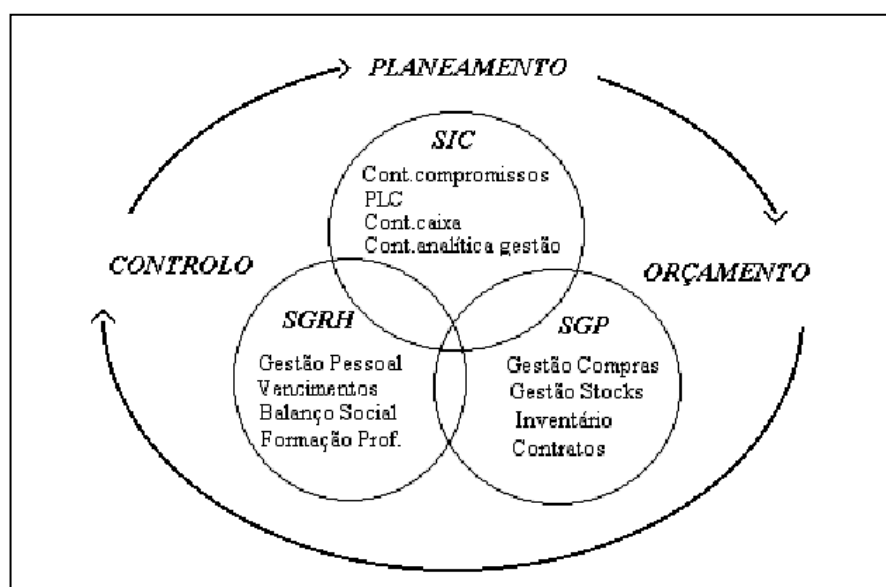 PLANEAMENTO
SIC
Cont.compromissos
PLC
Cont.caixa
Cont.analítica gestão
CONTROLO
ORÇAMENTO
SGRH
Gestão Pessoal
Vencimentos
Balanço Social
Formação Prof.
SGP
Gestão Compras
Gestão Stocks
Inventário
Contratos